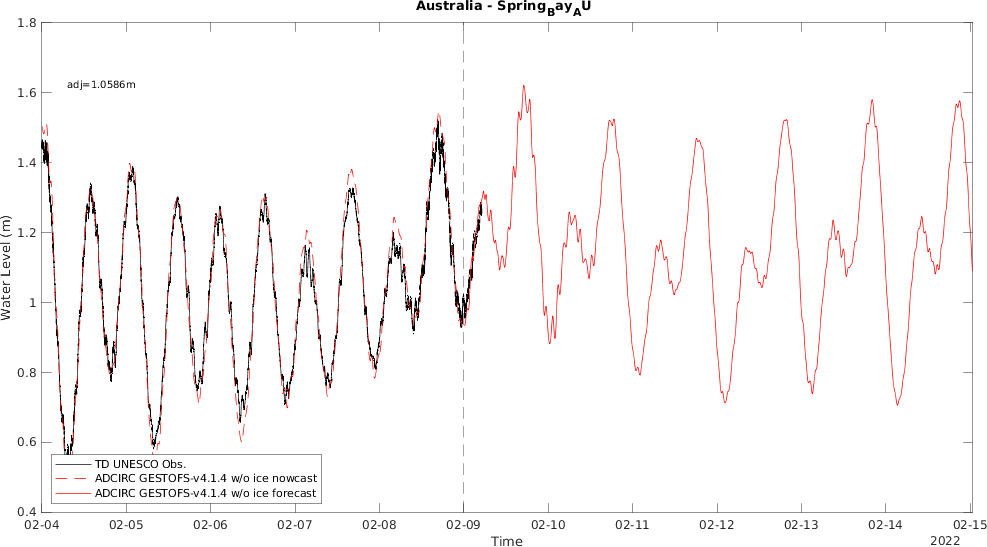 Australia - SpringBayAU
1.8
adj=1.0586m
1.6
1.4
1.2
1
0.8
0.6
0.4
Water Level (m)
TD UNESCO Obs.
ADCIRC GESTOFS-v4.1.4 w/o ice nowcast
ADCIRC GESTOFS-v4.1.4 w/o ice forecast
02-04 02-05 02-06 02-07 02-08 02-09 02-10 02-11 02-12 02-13 02-14 02-15
Time
2022